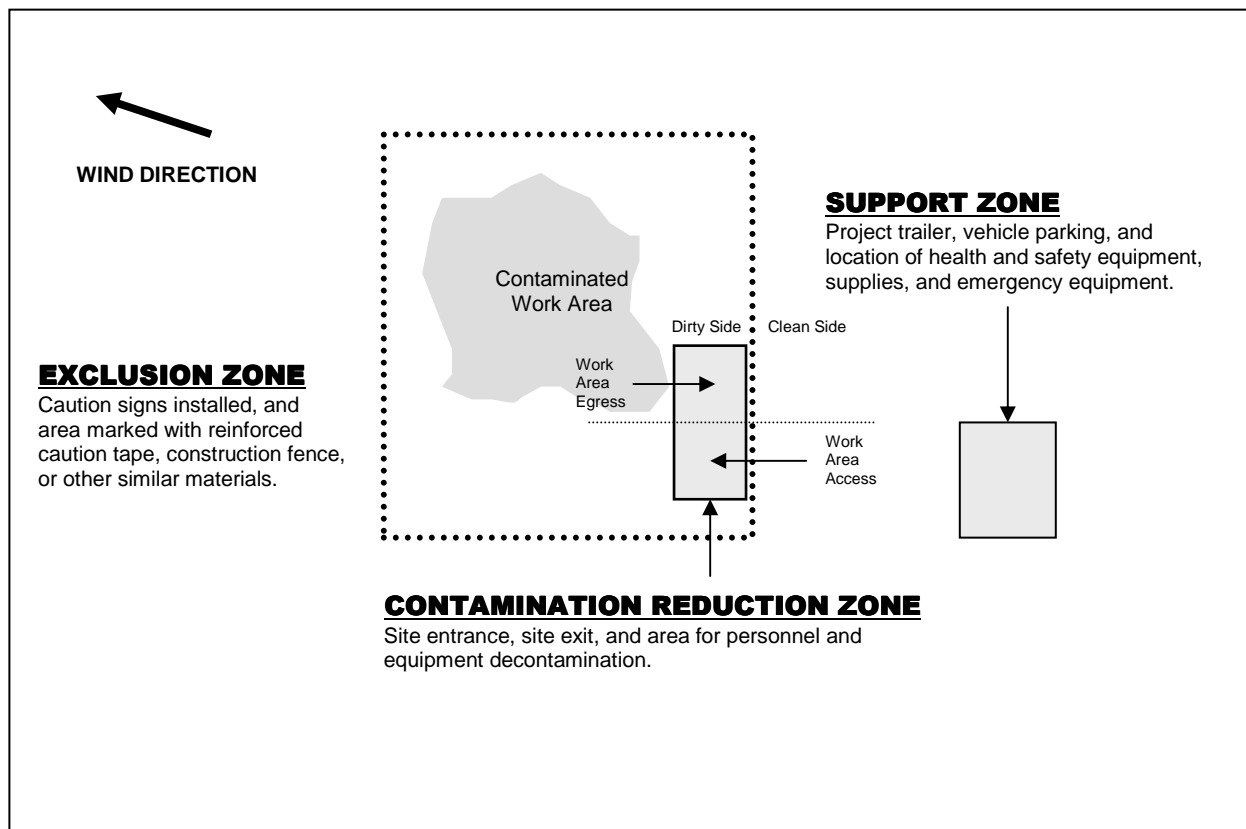 WIND DIRECTION
SUPPORT ZONE
Project trailer, vehicle parking, and
location of health and safety equipment,
supplies, and emergency equipment.
Contaminated
Work Area
Dirty Side
Clean Side
EXCLUSION ZONE
Caution signs installed, and
area marked with reinforced
caution tape, construction fence,
or other similar materials.
Work
Area
Egress
Work
Area
Access
CONTAMINATION REDUCTION ZONE
Site entrance, site exit, and area for personnel and
equipment decontamination.